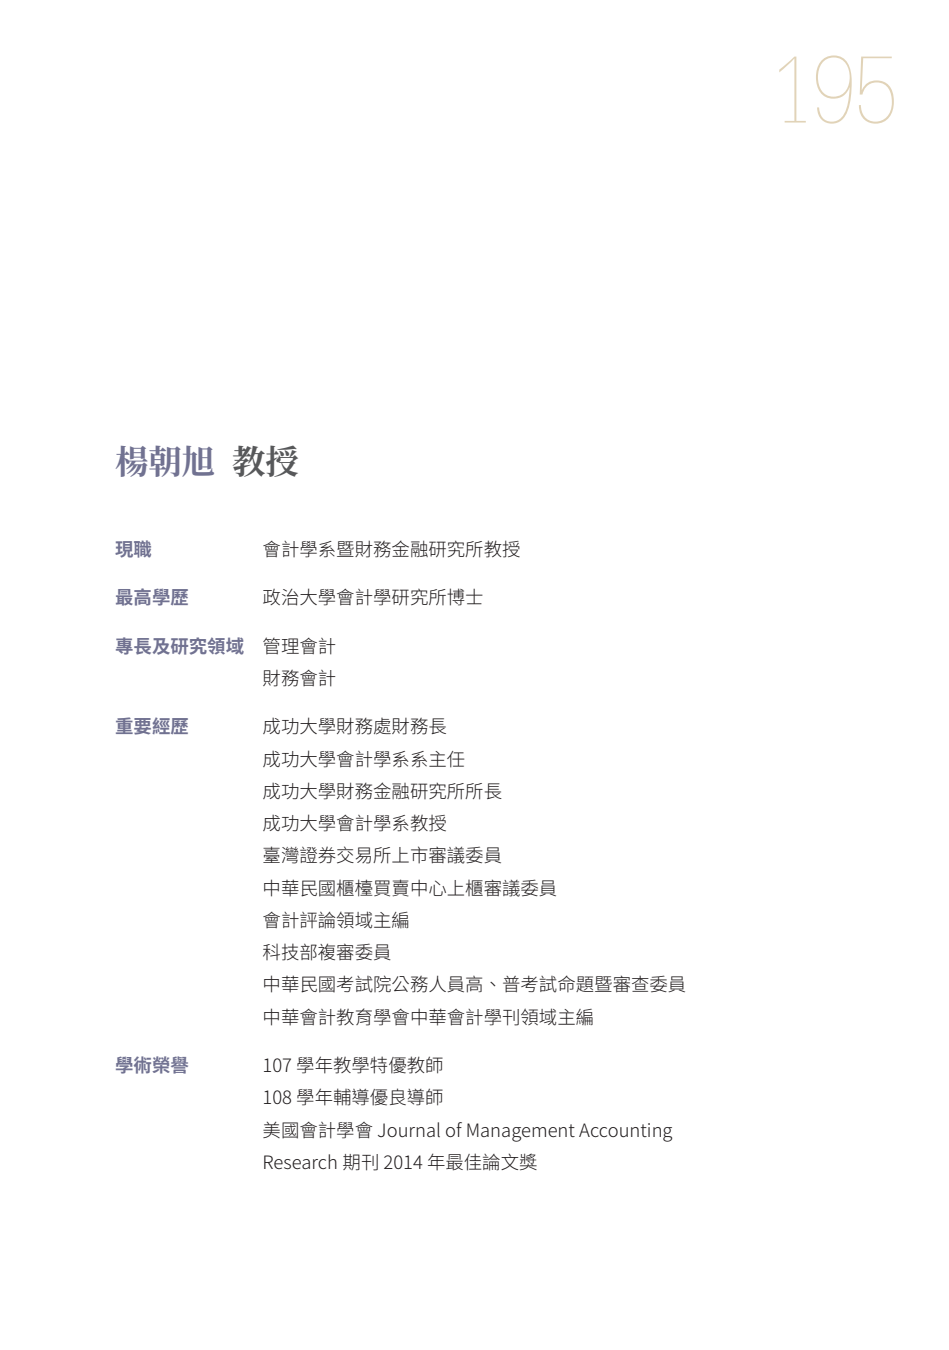 195
楊朝旭 教授
現職 會計學系暨財務金融研究所教授
最高學歷 政治大學會計學研究所博士
專長及研究領域 管理會計
財務會計
重要經歷 成功大學財務處財務長
成功大學會計學系系主任
成功大學財務金融研究所所長
成功大學會計學系教授
臺灣證券交易所上市審議委員
中華民國櫃檯買賣中心上櫃審議委員
會計評論領域主編
科技部複審委員
中華民國考試院公務人員高、普考試命題暨審查委員
中華會計教育學會中華會計學刊領域主編
學術榮譽 107 學年教學特優教師
108 學年輔導優良導師
美國會計學會 Journal of Management Accounting
Research 期刊 2014 年最佳論文獎